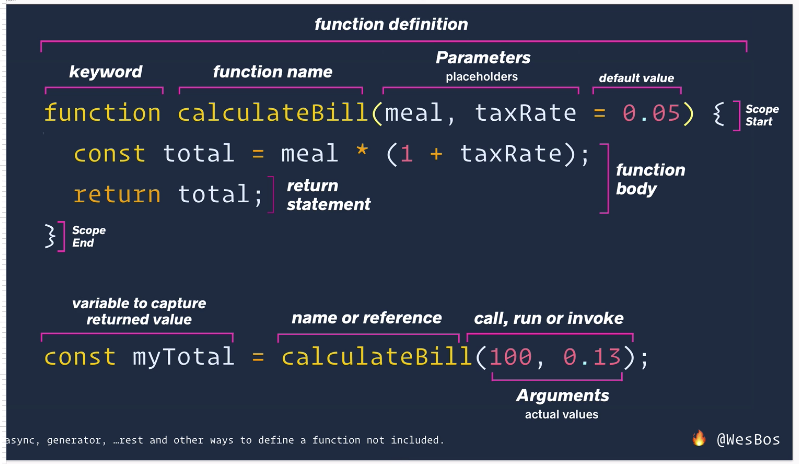 function definition
keyword function name Parameters
placeholders default value
function calculateBill(meal, taxRate = 0.05) { Scope
Start
const total = meal * (1 + taxRate);
function
body
return total; return
statement
} Scope
End
variable to capture
returned value
name or reference call, run or invoke
const myTotal = calculateBill(100, 0.13);
Arguments
actual values
async, generator, …rest and other ways to define a function not included.
🔥 @WesBos